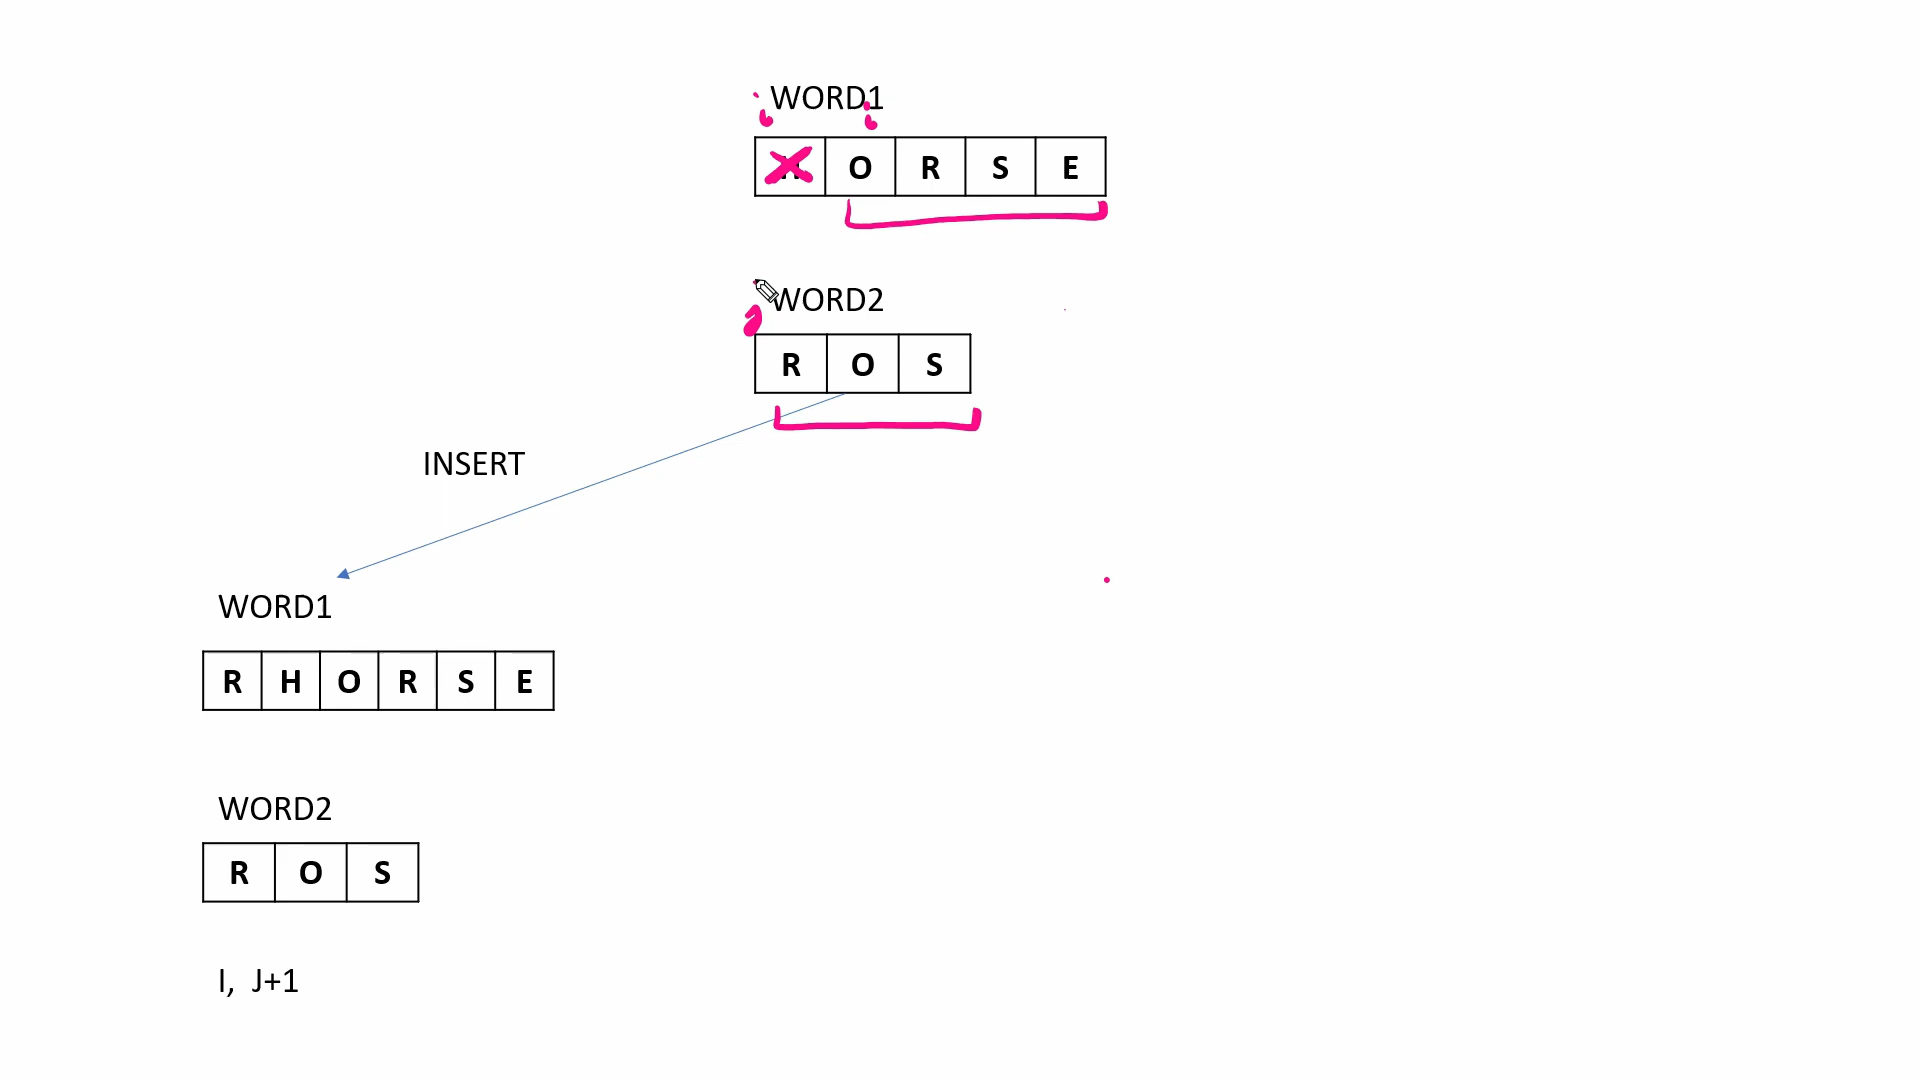 WORD1
O R S E
WORD2
R O S
INSERT
WORD1
R H O R S E
WORD2
R O S
I, J+1